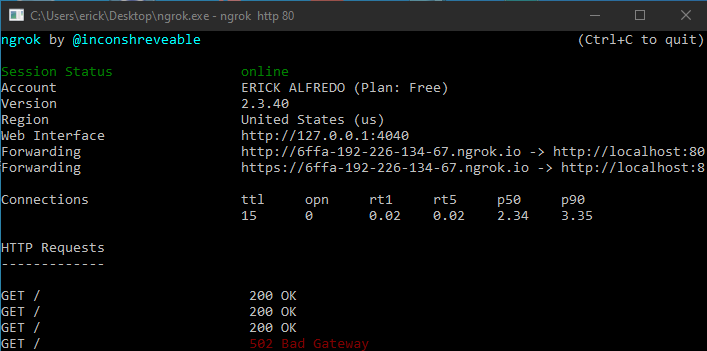 C:\Users\erick\Desktop\ngrok.exe - ngrok  http 80
ngrok by @inconshreveable (Ctrl+C to quit)
Session Status online
Account ERICK ALFREDO (Plan: Free)
Version 2.3.40
Region United States (us)
Web Interface http://127.0.0.1:4040
Forwarding http://6ffa-192-226-134-67.ngrok.io -> http://localhost:80
Forwarding https://6ffa-192-226-134-67.ngrok.io -> http://localhost:8
Connections ttl opn rt1 rt5 p50 p90
15 0 0.02 0.02 2.34 3.35
HTTP Requests
-------------
GET / 200 OK
GET / 200 OK
GET / 200 OK
GET / 502 Bad Gateway